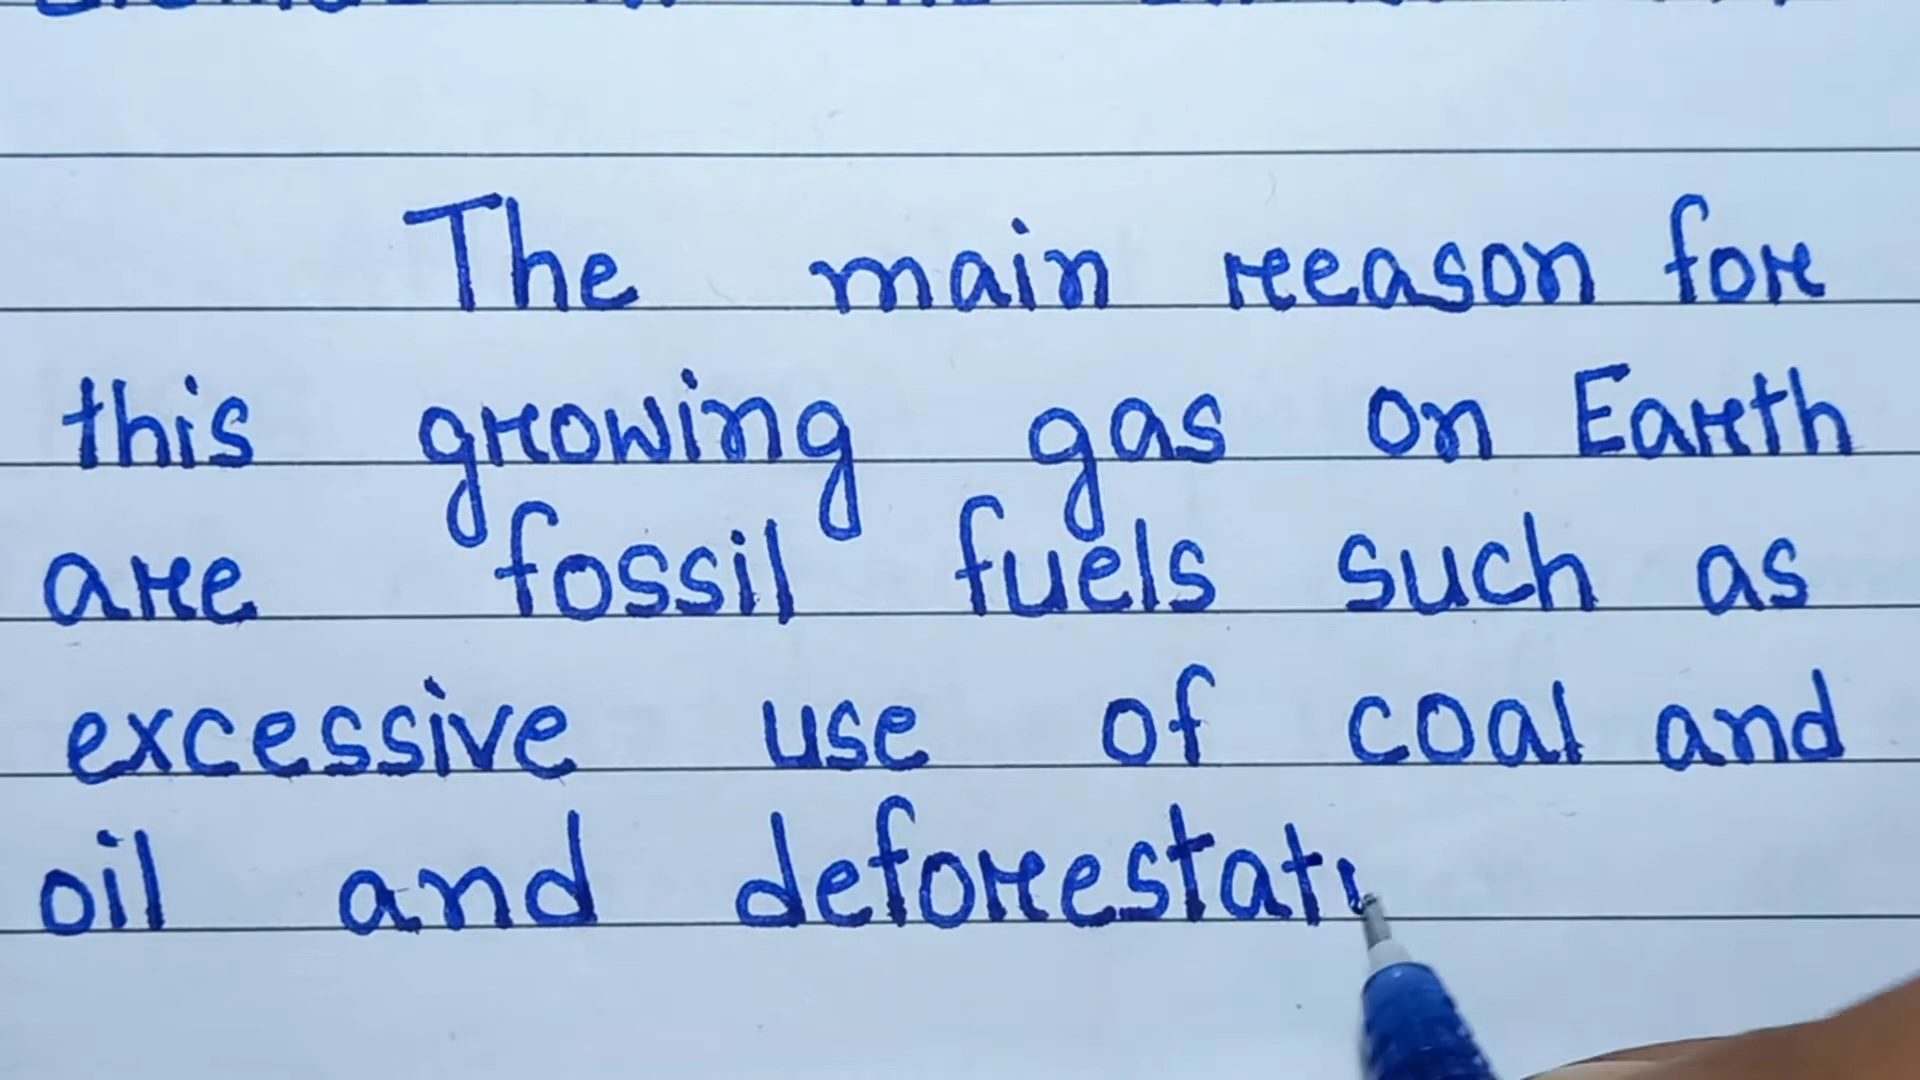 The main reason for
this growing gas on Earth
are fossil fuels such as
excessive use of coal and
oil and deforestati